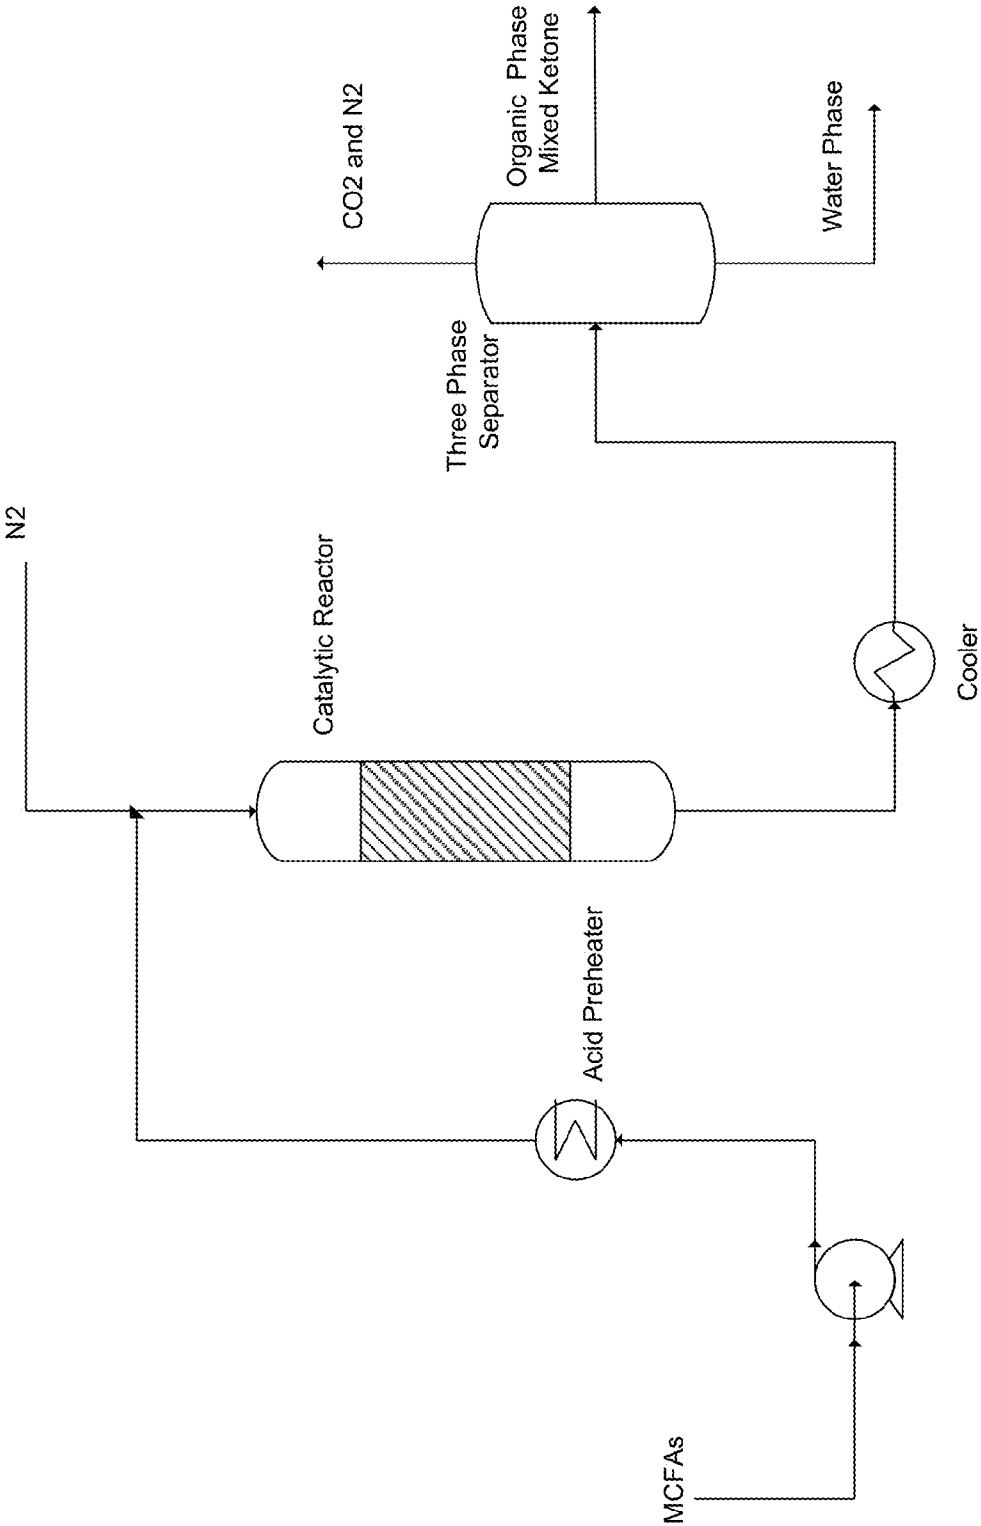 N2
CO2 and N2
Organic  Phase
Mixed Ketone
Three Phase
Separator
Catalytic Reactor
Water Phase
Acid Preheater
Cooler
MCFAs